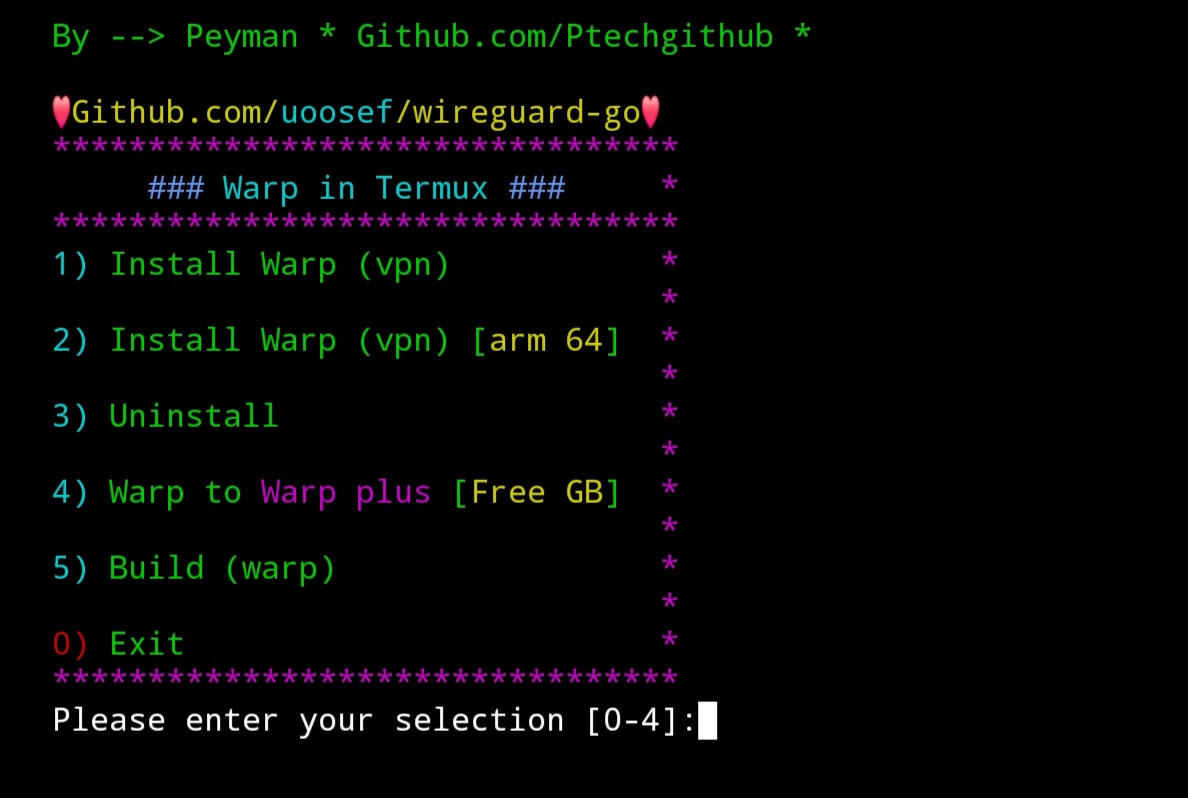 By --> Peyman * Github.com/Ptechgithub *
Github.com/uoosef/wireguard-go
*********************************
### Warp in Termux ### *
*********************************
1) Install Warp (vpn) *
*
2) Install Warp (vpn) [arm 64] *
*
3) Uninstall *
*
4) Warp to Warp plus [Free GB] *
*
5) Build (warp) *
*
0) Exit *
*********************************
Please enter your selection [0-4]: